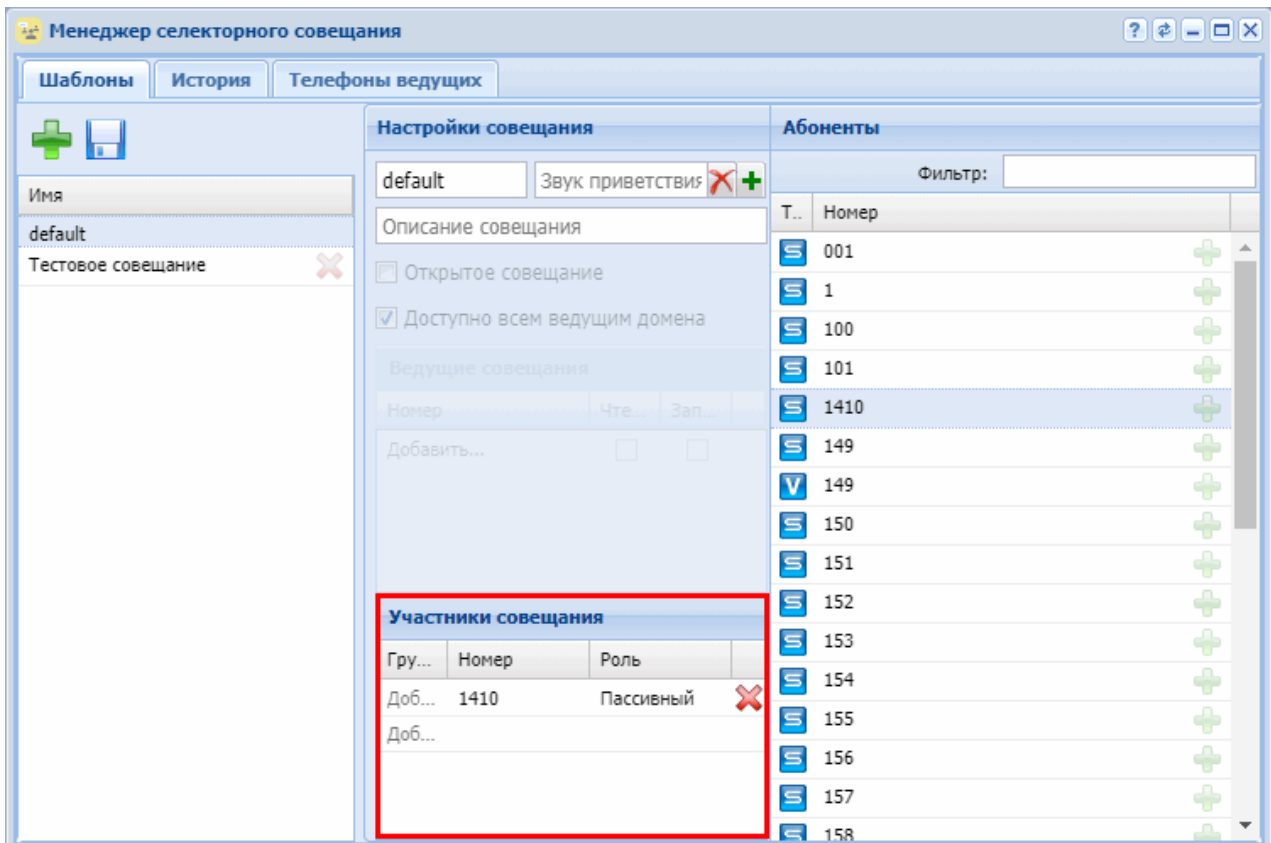 Менеджер селекторного совещания
Шаблоны История Телефоны ведущих
Имя
default
Тестовое совещание
Настройки совещания
default Звук приветствия
Описание совещания
Открытое совещание
Доступно всем ведущим домена
Ведущие совещания
Номер Чте... Зап...
Добавить...
Участники совещания
Гру... Номер Роль
Доб... 1410 Пассивный
Доб...
Абоненты
Фильтр:
Т.. Номер
S 001
S 1
S 100
S 101
S 1410
S 149
V 149
S 150
S 151
S 152
S 153
S 154
S 155
S 156
S 157
S 158